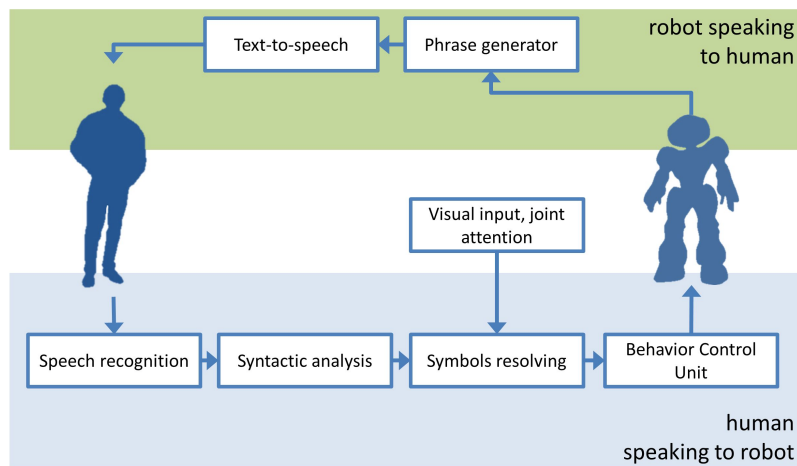 robot speaking
to human
Text-to-speech
Phrase generator
Visual input, joint
attention
Speech recognition
Syntactic analysis
Symbols resolving
Behavior Control
Unit
human
speaking to robot